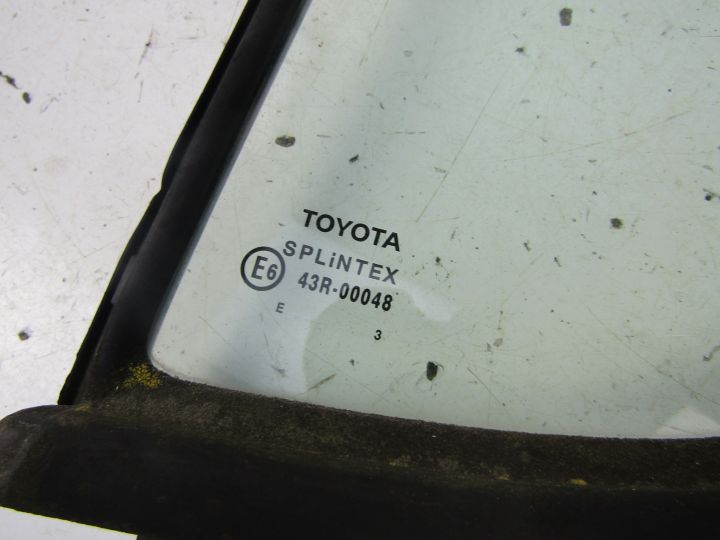 TOYOTA
SPLiNTEX
E6 43R-00048
E
3